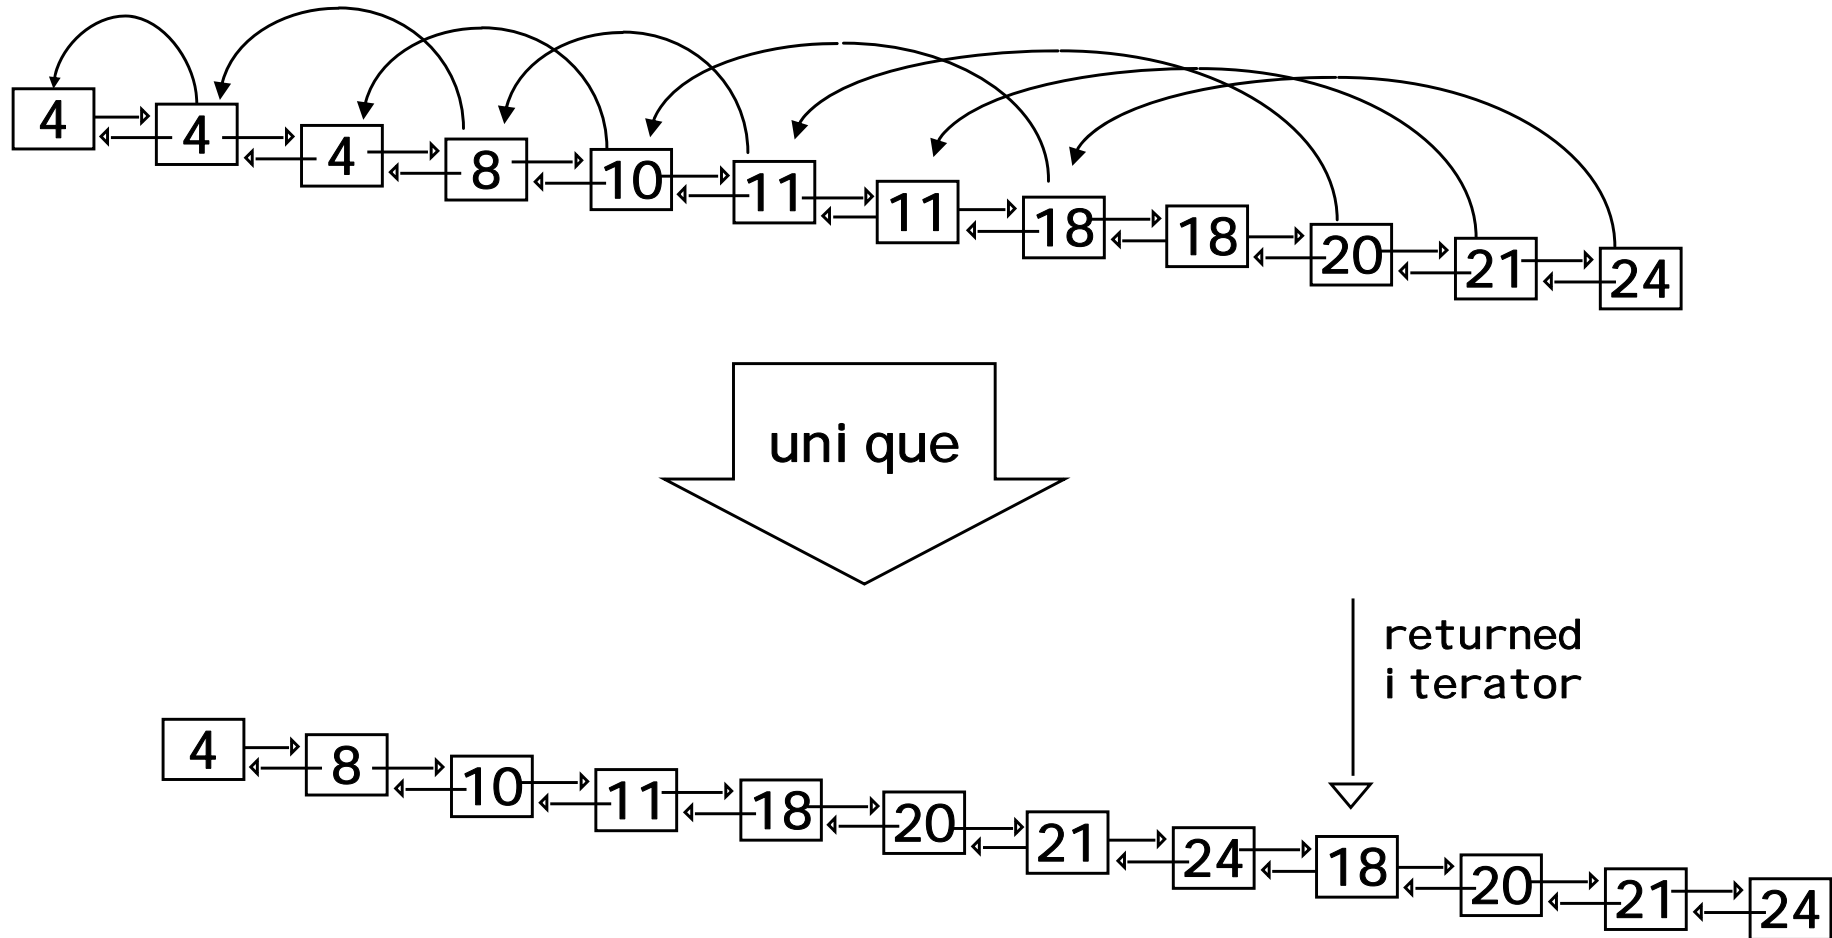 4 4 4 8 10 11 11 18 18 20 21 24
uni que
returned
i terator
4 8 10 11 18 20 21 24 18 20 21 24